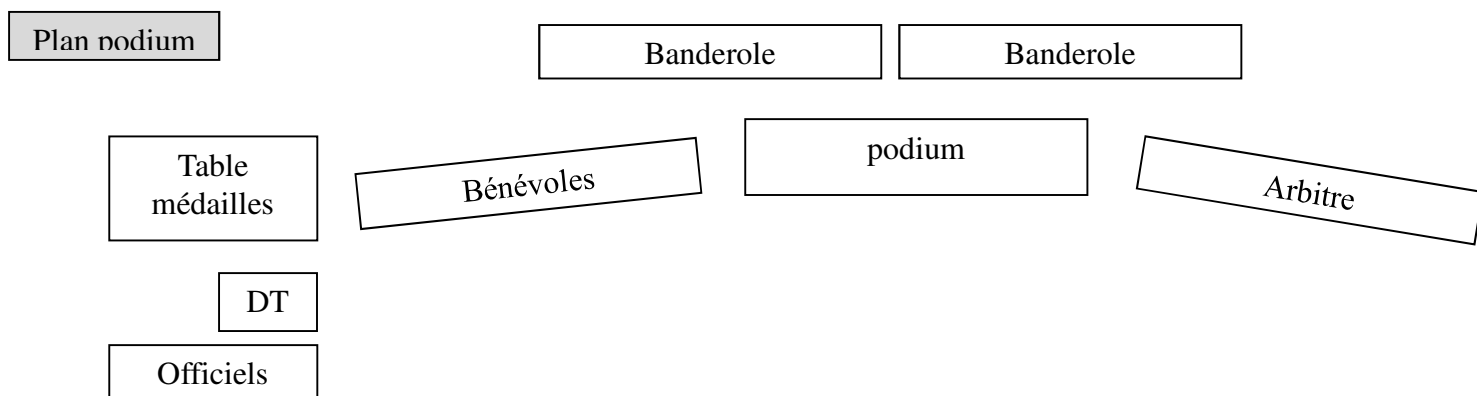 Plan podium
Banderole
Banderole
Table
médailles
Bénévoles
podium
Arbitre
DT
Officiels